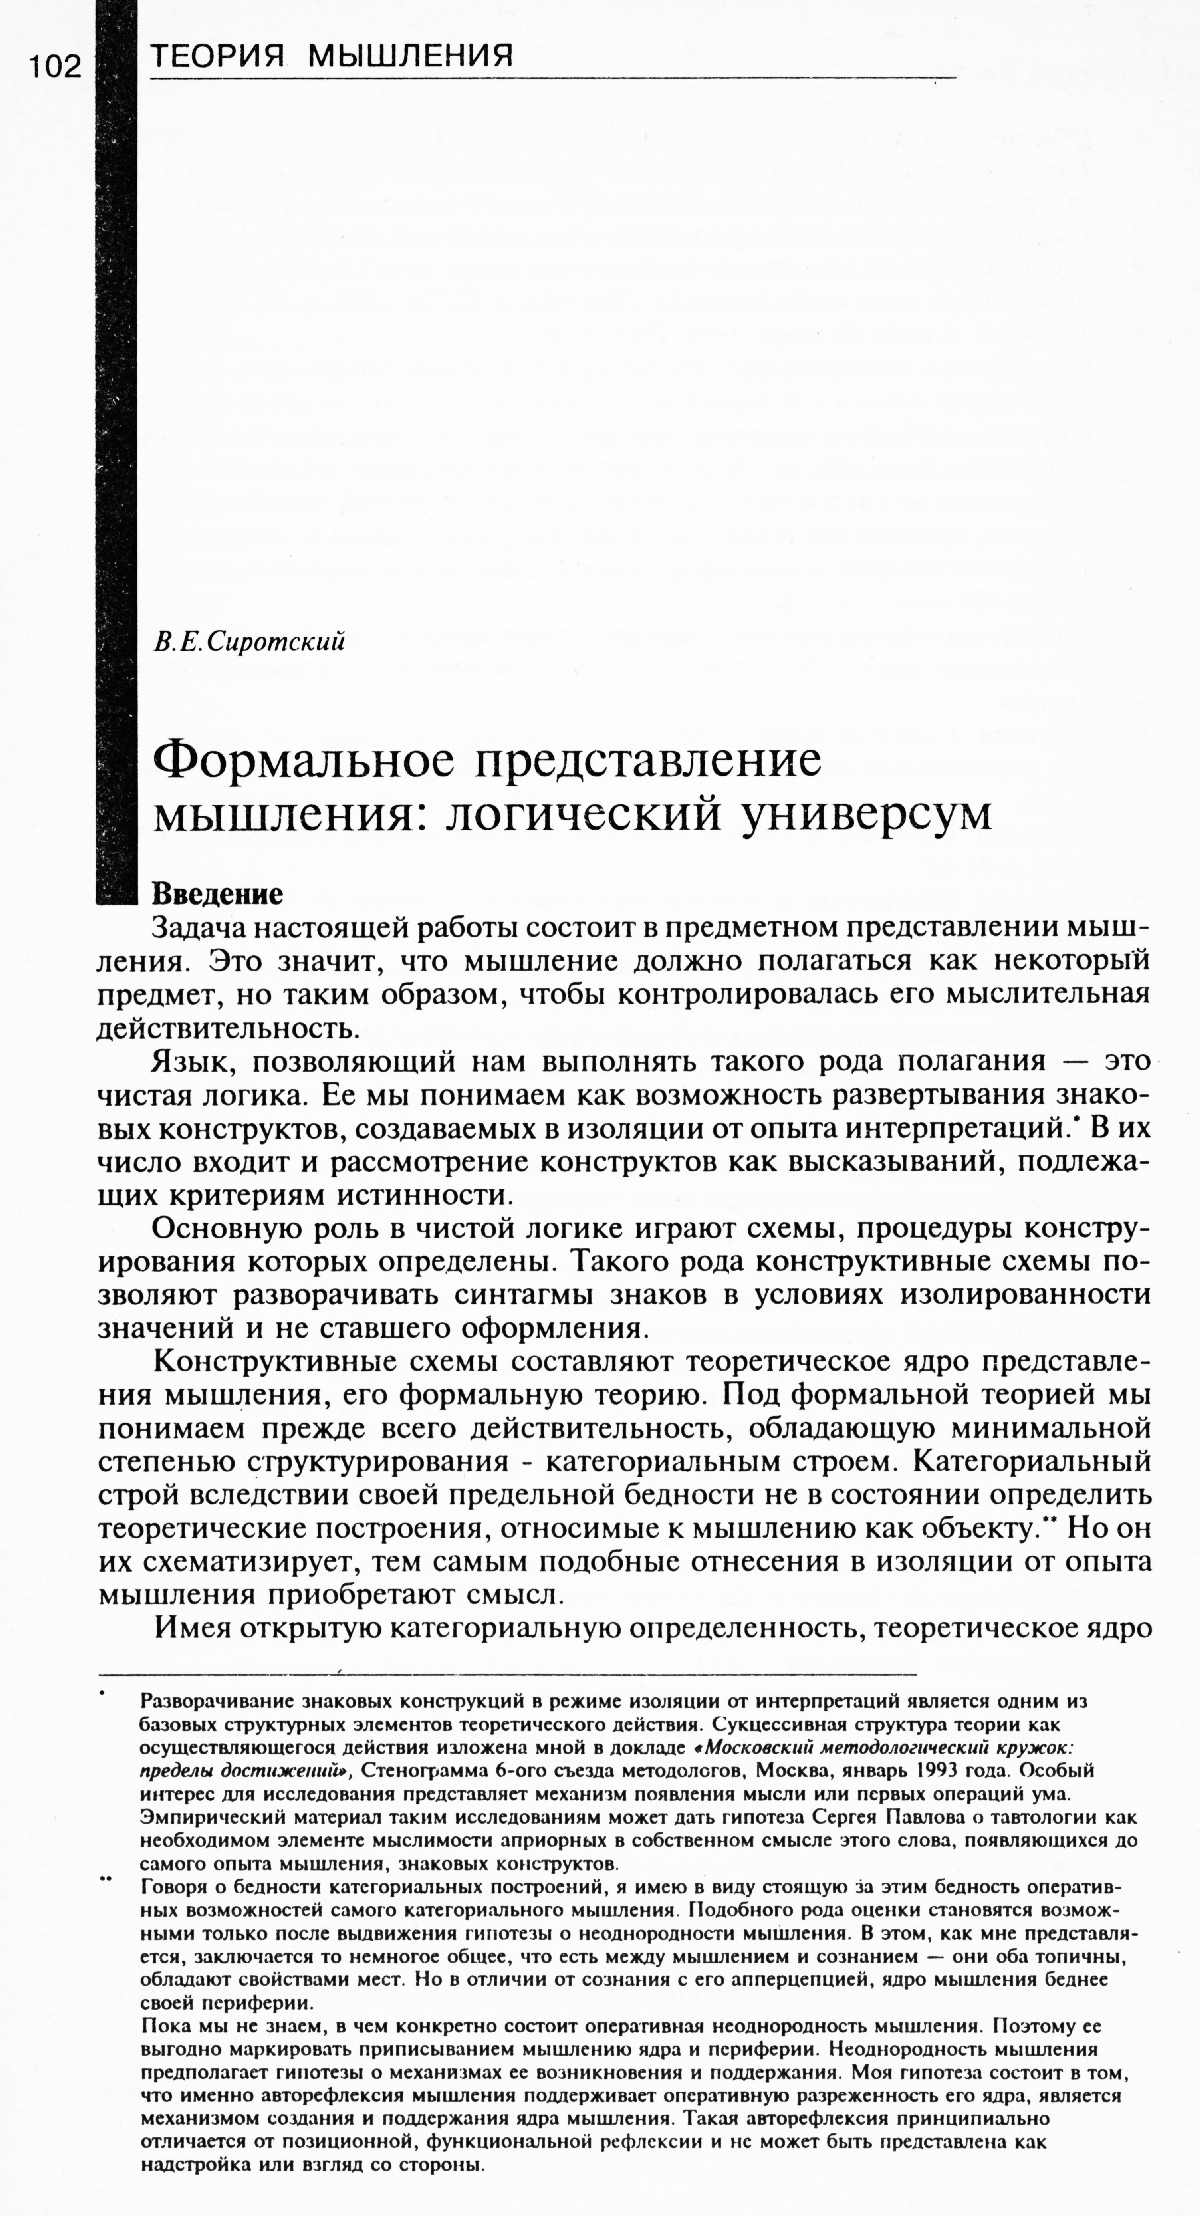 102
ТЕОРИЯ МЫШЛЕНИЯ
В.Е.Сиротский
Формальное представление
мышления: логический универсум
Введение
Задача настоящей работы состоит в предметном представлении мыш-
ления. Это значит, что мышление должно полагаться как некоторый
предмет, но таким образом, чтобы контролировалась его мыслительная
действительность.
Язык, позволяющий нам выполнять такого рода полагания — это
чистая логика. Ее мы понимаем как возможность развертывания знако-
вых конструктов, создаваемых в изоляции от опыта интерпретаций.* В их
число входит и рассмотрение конструктов как высказываний, подлежа-
щих критериям истинности.
Основную роль в чистой логике играют схемы, процедуры констру-
ирования которых определены. Такого рода конструктивные схемы по-
зволяют разворачивать синтагмы знаков в условиях изолированности
значений и не ставшего оформления.
Конструктивные схемы составляют теоретическое ядро представле-
ния мышления, его формальную теорию. Под формальной теорией мы
понимаем прежде всего действительность, обладающую минимальной
степенью структурирования - категориальным строем. Категориальный
строй вследствии своей предельной бедности не в состоянии определить
теоретические построения, относимые к мышлению как объекту.** Но он
их схематизирует, тем самым подобные отнесения в изоляции от опыта
мышления приобретают смысл.
Имея открытую категориальную определенность, теоретическое ядро
* Разворачивание знаковых конструкций в режиме изоляции от интерпретаций является одним из
базовых структурных элементов теоретического действия. Сукцессивная структура теории как
осуществляющегося действия изложена мной в докладе «Московский методологический кружок:
пределы достижений», Стенограмма 6-ого съезда методологов, Москва, январь 1993 года. Особый
интерес для исследования представляет механизм появления мысли или первых операций ума.
Эмпирический материал таким исследованиям может дать гипотеза Сергея Павлова о тавтологии как
необходимом элементе мыслимости априорных в собственном смысле этого слова, появляющихся до
самого опыта мышления, знаковых конструктов.
** Говоря о бедности категориальных построений, я имею в виду стоящую за этим бедность оператив-
ных возможностей самого категориального мышления. Подобного рода оценки становятся возмож-
ными только после выдвижения гипотезы о неоднородности мышления. В этом, как мне представля-
ется, заключается то немногое общее, что есть между мышлением и сознанием — они оба топичны,
обладают свойствами мест. Но в отличии от сознания с его апперцепцией, ядро мышления беднее
своей периферии.
Пока мы не знаем, в чем конкретно состоит оперативная неоднородность мышления. Поэтому ее
выгодно маркировать приписыванием мышлению ядра и периферии. Неоднородность мышления
предполагает гипотезы о механизмах ее возникновения и поддержания. Моя гипотеза состоит в том,
что именно авторефлексия мышления поддерживает оперативную разреженность его ядра, является
механизмом создания и поддержания ядра мышления. Такая авторефлексия принципиально
отличается от позиционной, функциональной рефлексии и не может быть представлена как
надстройка или взгляд со стороны.